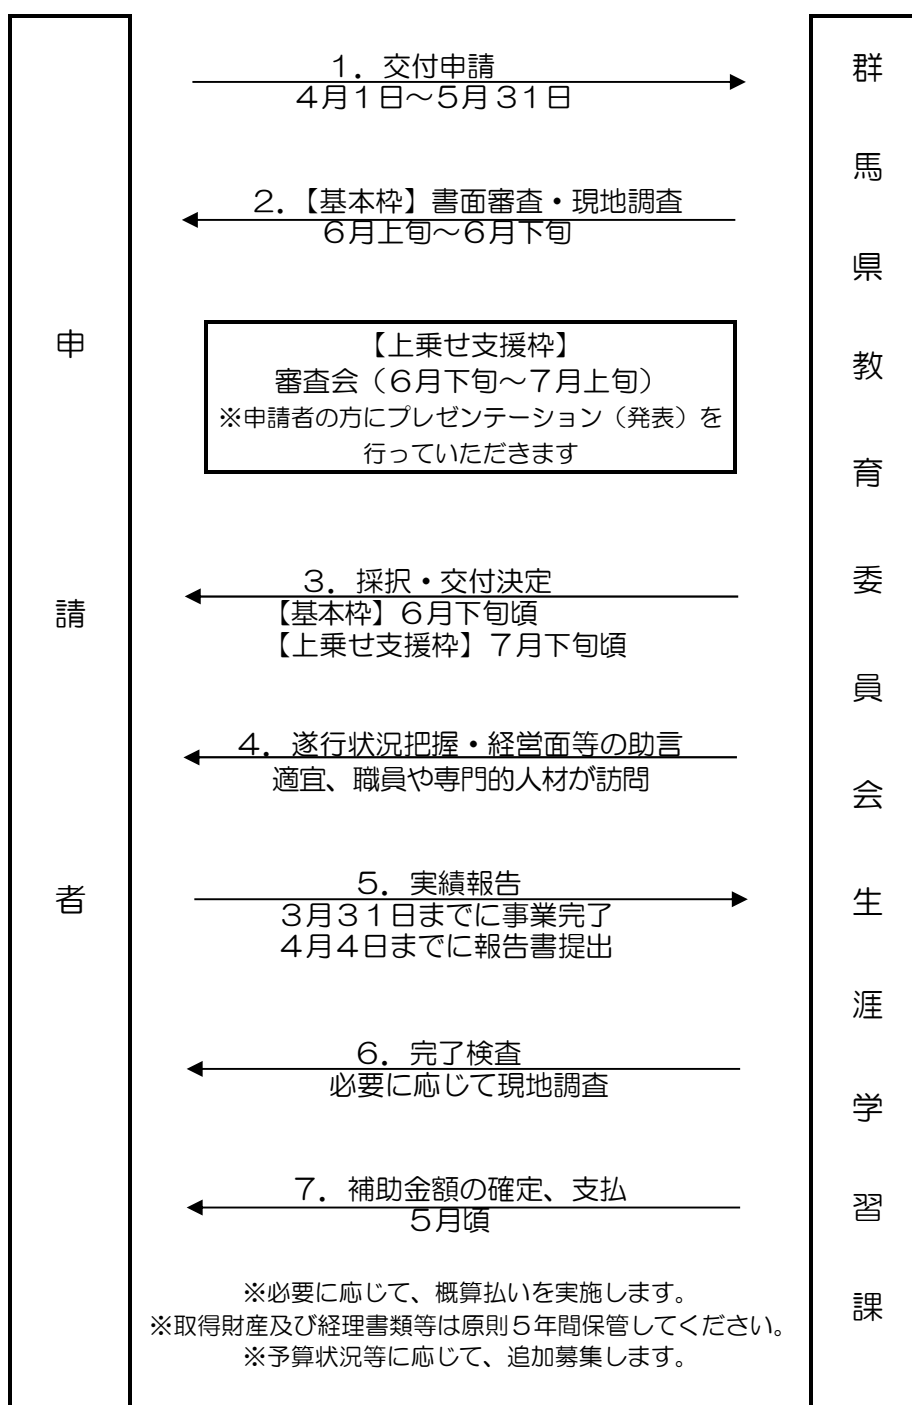 申請者
群馬県教育委員会生涯学習課
１．交付申請
４月１日～５月３１日
２．【基本枠】書面審査・現地調査
６月上旬～６月下旬
【上乗せ支援枠】
審査会（６月下旬～７月上旬）
※申請者の方にプレゼンテーション（発表）を
行っていただきます
３．採択・交付決定
【基本枠】６月下旬頃
【上乗せ支援枠】７月下旬頃
４．遂行状況把握・経営面等の助言
適宜、職員や専門的人材が訪問
５．実績報告
３月３１日までに事業完了
４月４日までに報告書提出
６．完了検査
必要に応じて現地調査
７．補助金額の確定、支払
５月頃
※必要に応じて、概算払いを実施します。
※取得財産及び経理書類等は原則５年間保管してください。
※予算状況等に応じて、追加募集します。